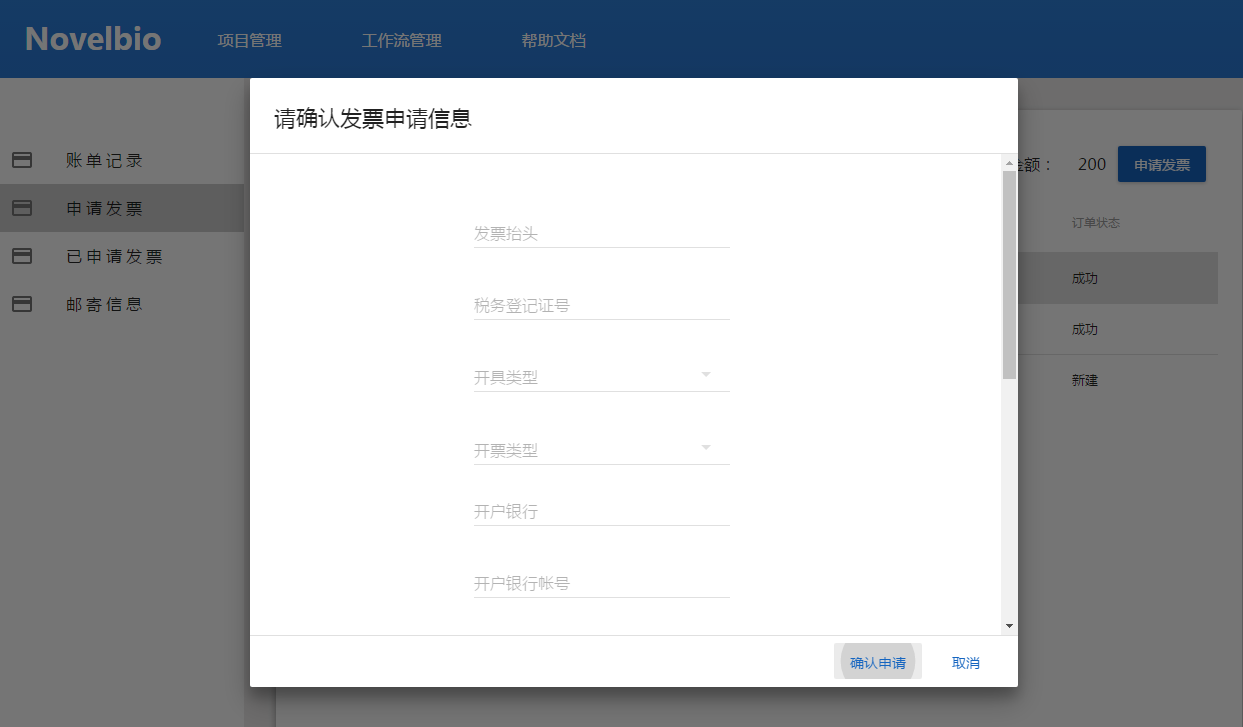 Novelbio
项目管理
工作流管理
帮助文档
账单记录
申请发票
已申请发票
邮寄信息
请确认发票申请信息
发票抬头
税务登记证号
开具类型
开票类型
开户银行
开户银行帐号
确认申请
取消
金额： 200
申请发票
订单状态
成功
成功
新建